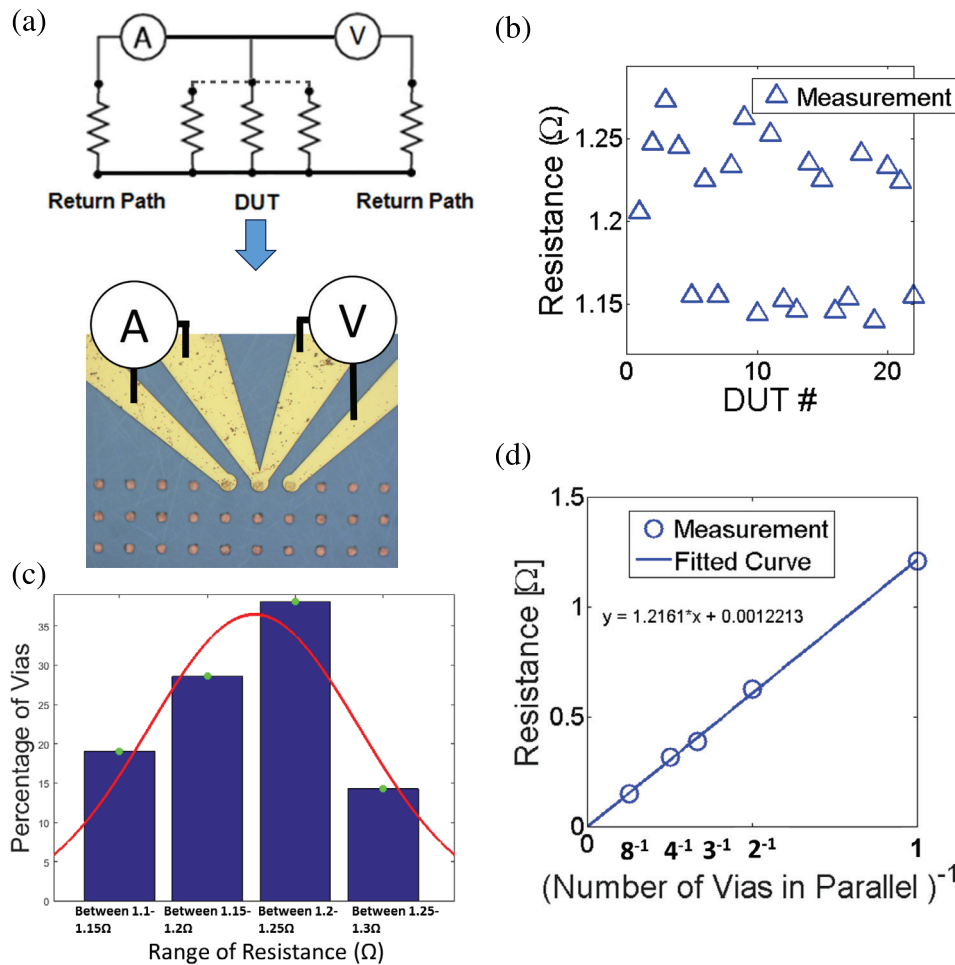 (a)
A
V
Return Path
DUT
Return Path
A
V
(b)
Measurement
Resistance (Ω)
1.25
1.2
1.15
0
10
20
DUT #
(c)
Percentage of Vias
35
30
25
20
15
10
5
0
Between 1.1-
1.15Ω
Between 1.15-
1.2Ω
Between 1.2-
1.25Ω
Between 1.25-
1.3Ω
Range of Resistance (Ω)
(d)
Measurement
Fitted Curve
y = 1.2161*x + 0.0012213
Resistance [Ω]
1.5
1
0.5
0
0
8⁻¹
4⁻¹
3⁻¹
2⁻¹
1
(Number of Vias in Parallel )⁻¹